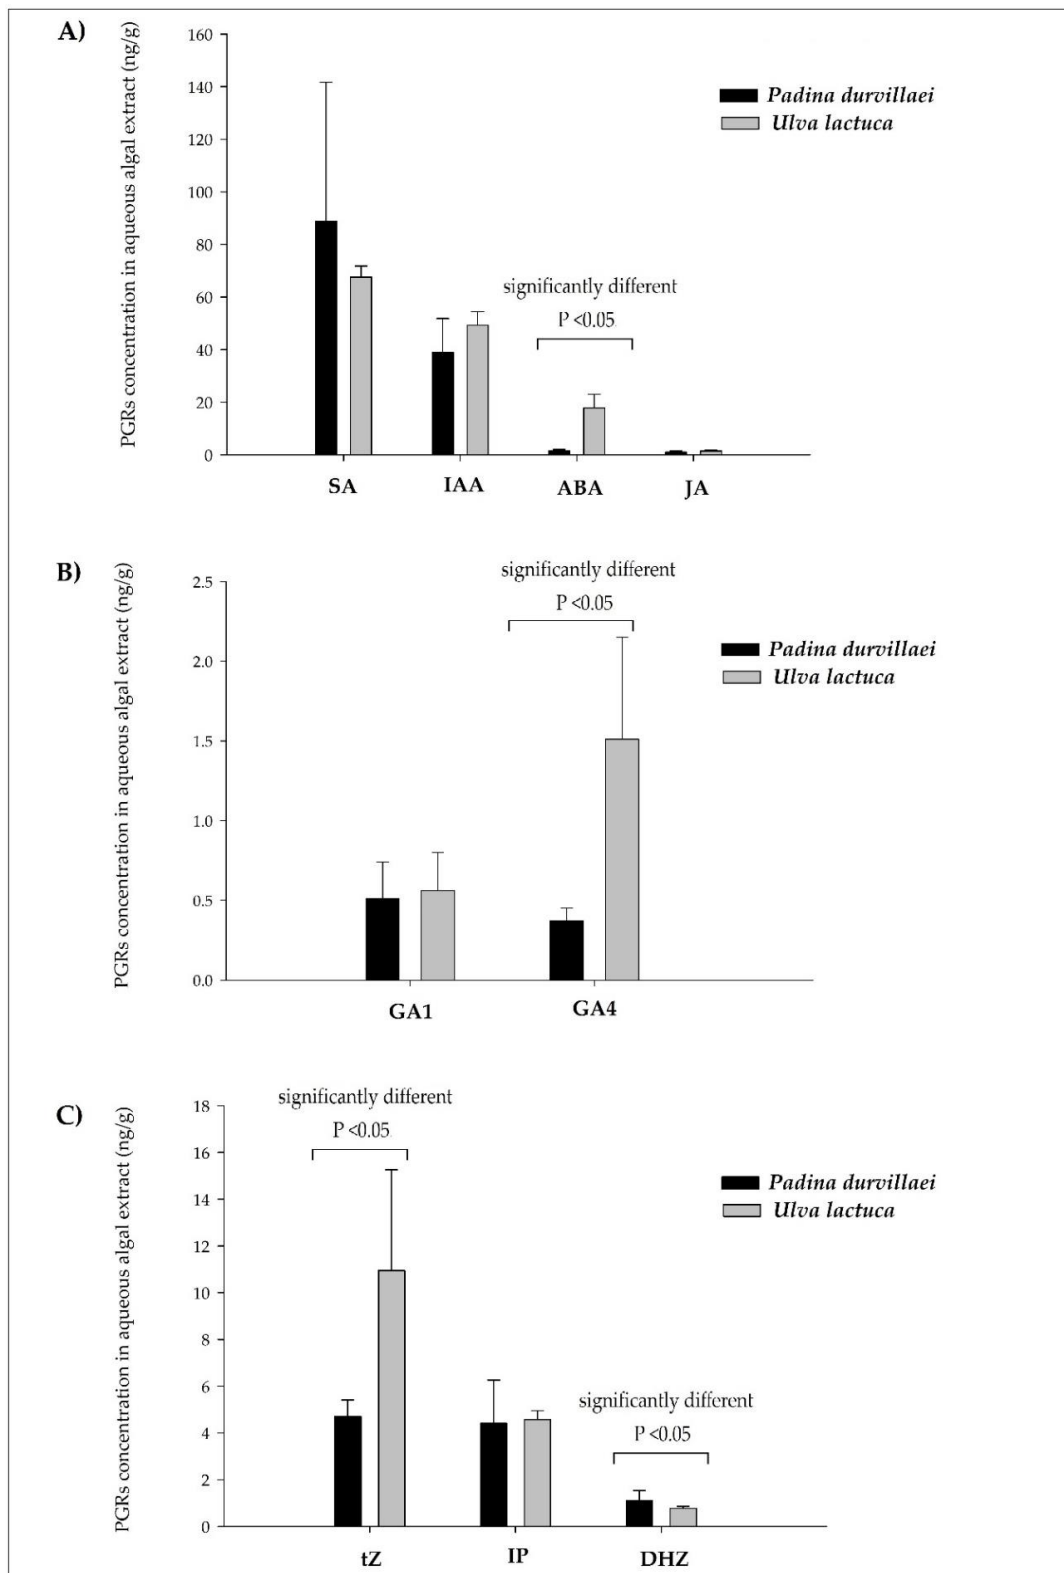 A)
PGRs concentration in aqueous algal extract (ng/g)
160
140
120
100
80
60
40
20
0
Padina durvillaei
Ulva lactuca
significantly different
P <0.05
SA
IAA
ABA
JA
B)
PGRs concentration in aqueous algal extract (ng/g)
2.5
2.0
1.5
1.0
0.5
0.0
significantly different
P <0.05
Padina durvillaei
Ulva lactuca
GA1
GA4
C)
PGRs concentration in aqueous algal extract (ng/g)
18
16
14
12
10
8
6
4
2
0
significantly different
P <0.05
Padina durvillaei
Ulva lactuca
significantly different
P <0.05
tZ
IP
DHZ